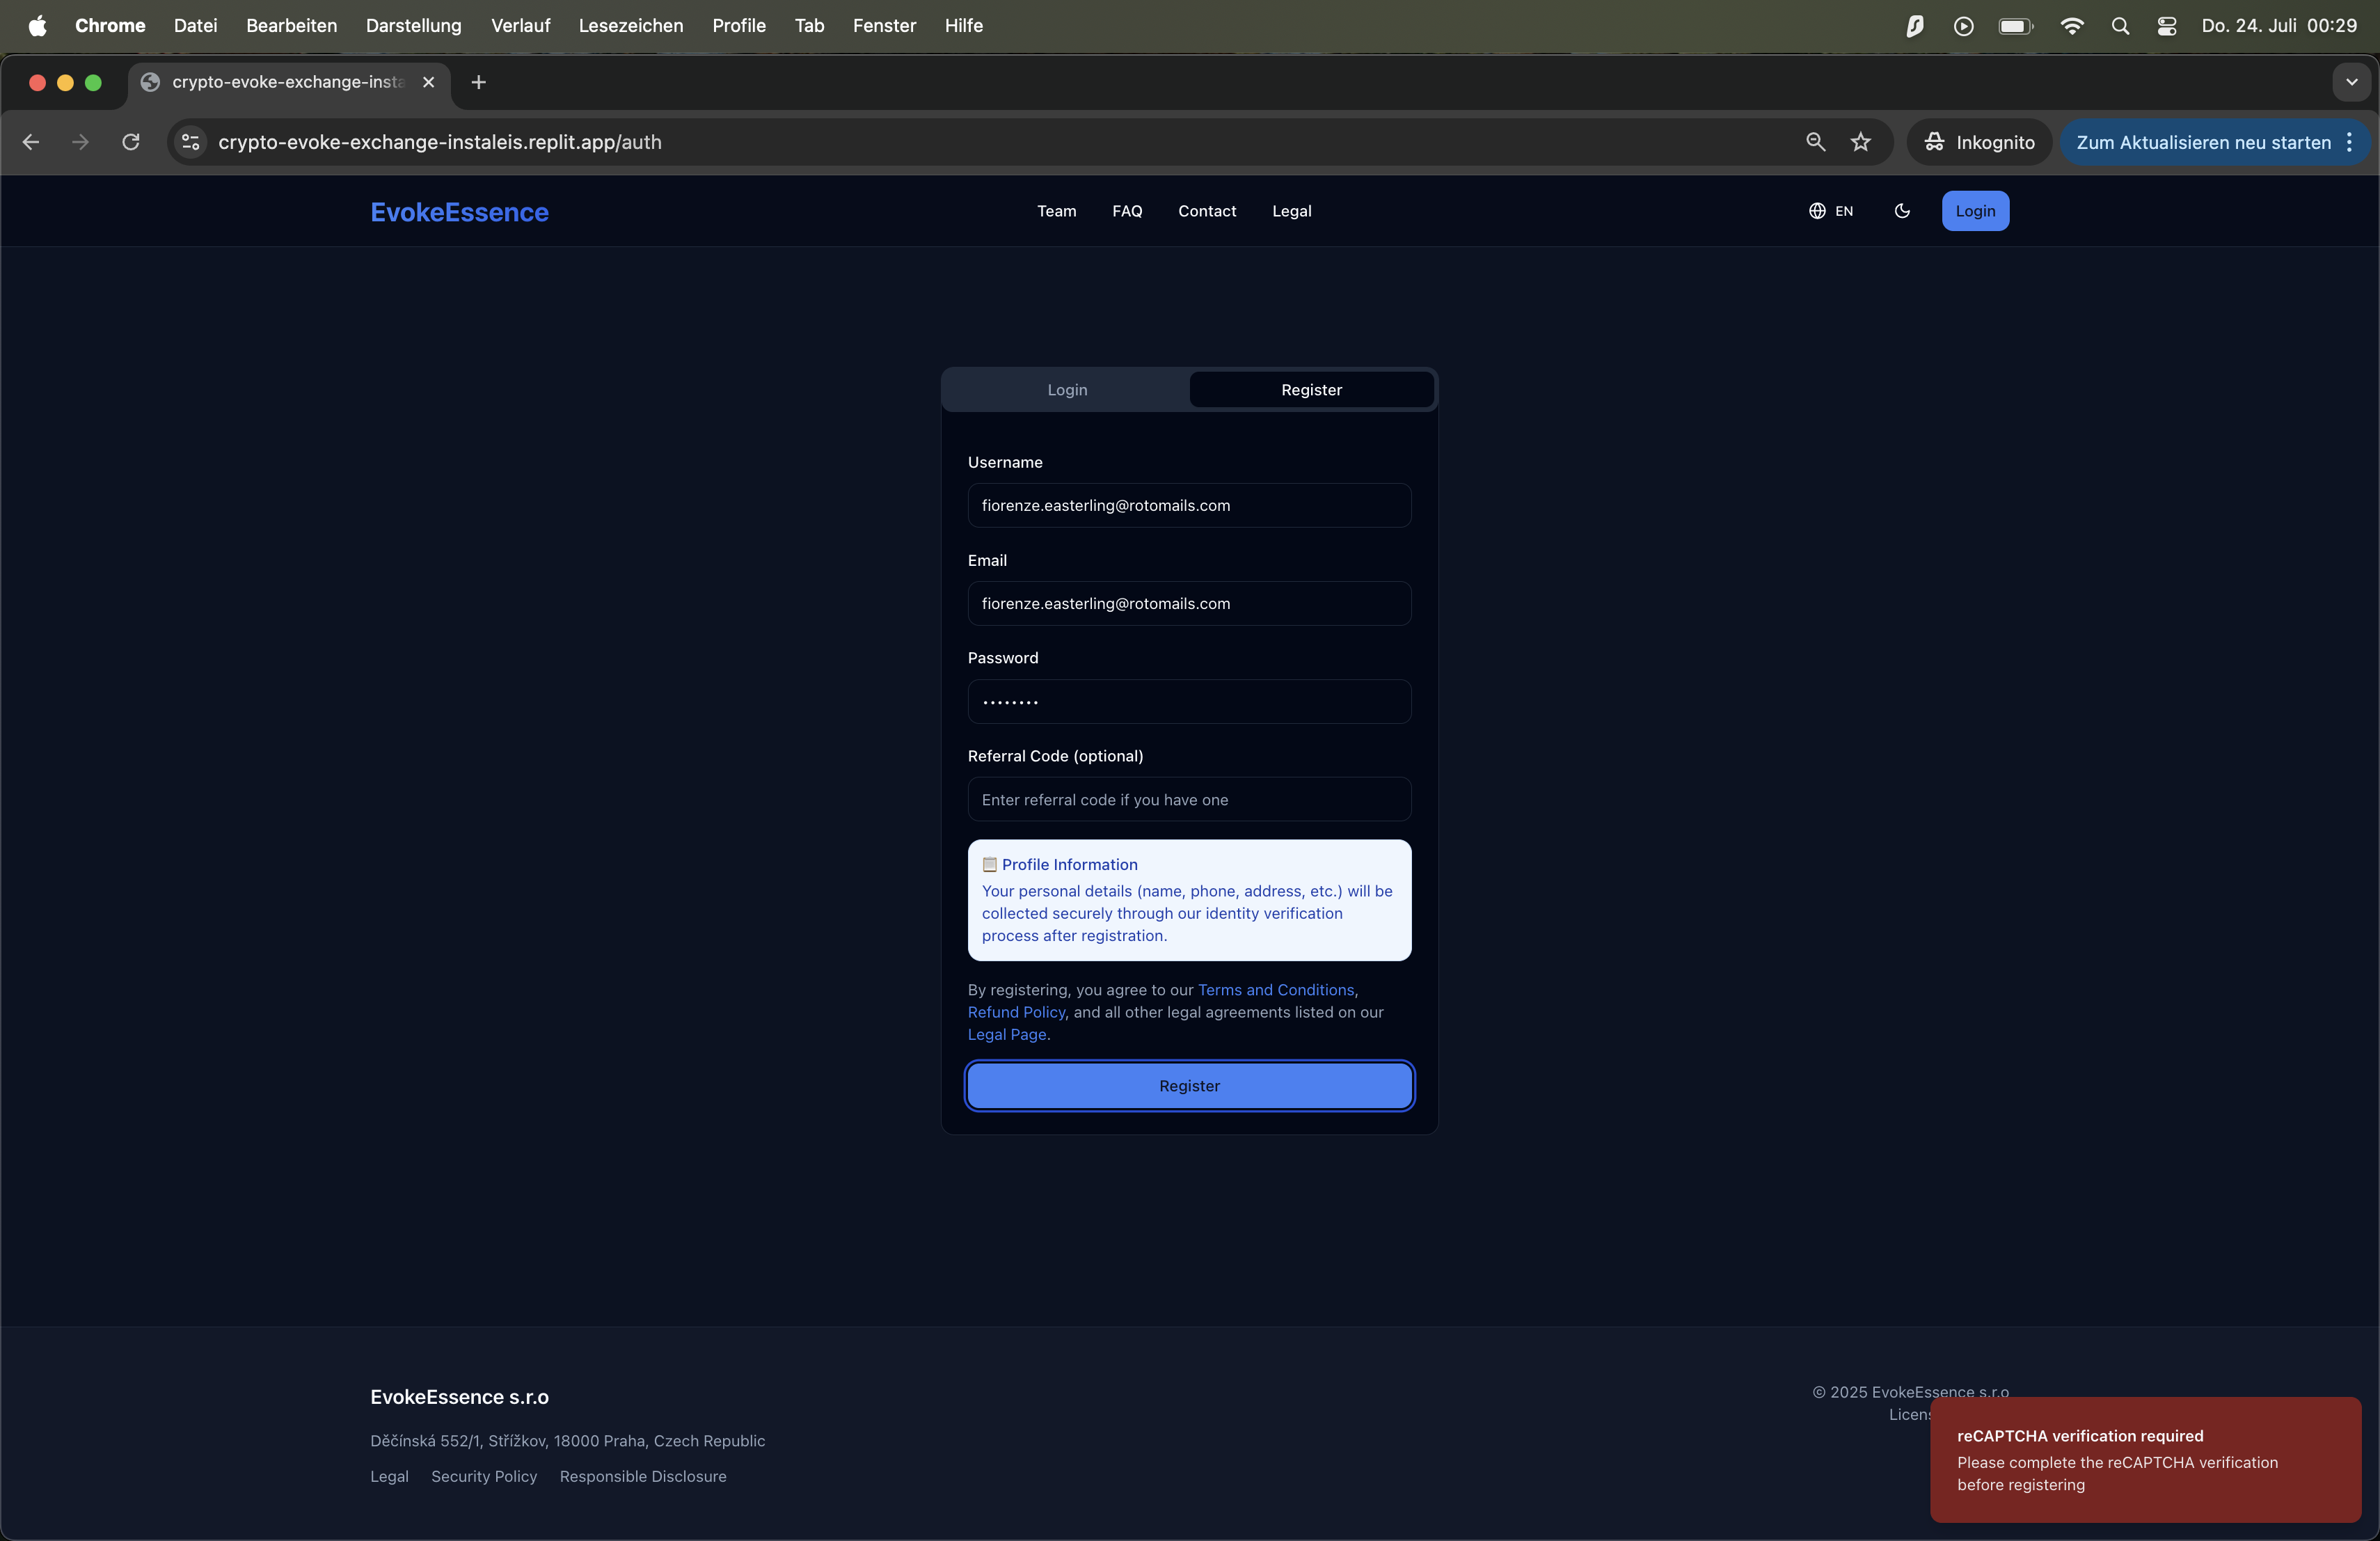 Chrome Datei Bearbeiten Darstellung Verlauf Lesezeichen Profile Tab Fenster Hilfe Do. 24. Juli 00:29
crypto-evoke-exchange-insta
crypto-evoke-exchange-instaleis.replit.app/auth Inkognito Zum Aktualisieren neu starten
EvokeEssence Team FAQ Contact Legal EN Login
Login Register
Username
fiorenze.easterling@rotomails.com
Email
fiorenze.easterling@rotomails.com
Password
••••••••
Referral Code (optional)
Enter referral code if you have one
📋 Profile Information
Your personal details (name, phone, address, etc.) will be
collected securely through our identity verification
process after registration.
By registering, you agree to our Terms and Conditions,
Refund Policy, and all other legal agreements listed on our
Legal Page.
Register
EvokeEssence s.r.o
Děčínská 552/1, Střížkov, 18000 Praha, Czech Republic
Legal Security Policy Responsible Disclosure
© 2025 EvokeEssence s.r.o
reCAPTCHA verification required
Please complete the reCAPTCHA verification
before registering